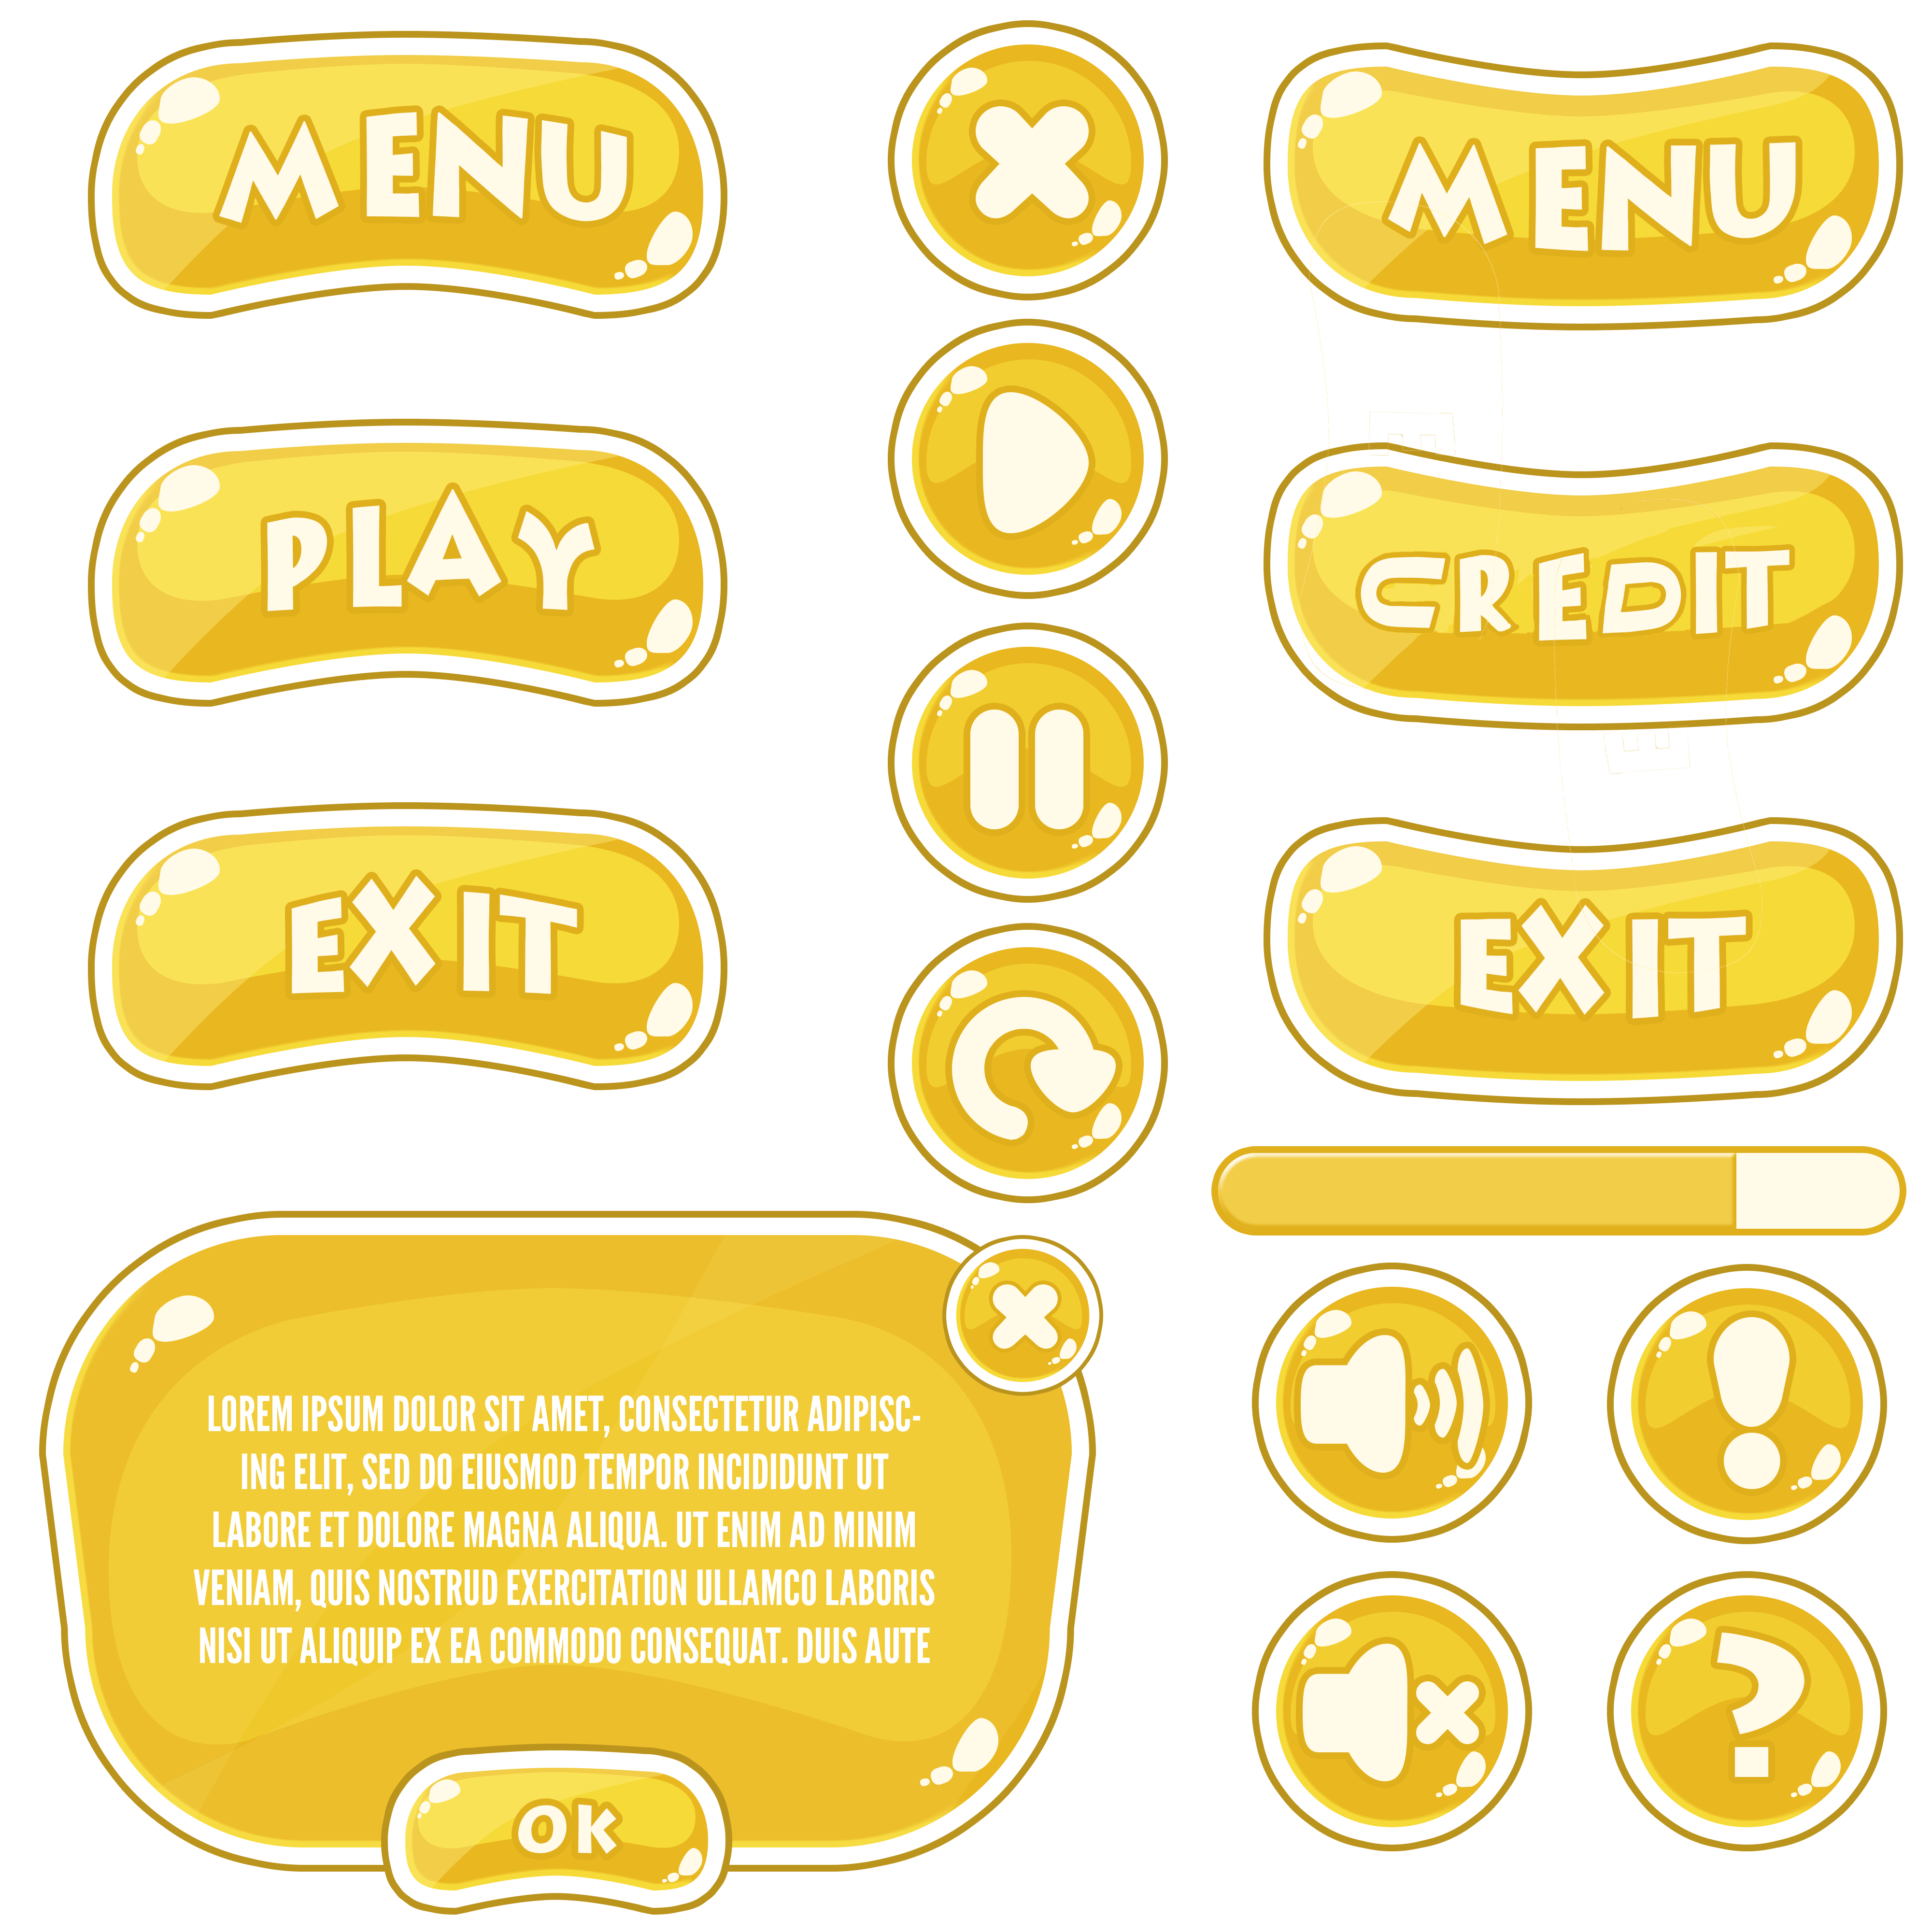 MENU
PLAY
EXIT
MENU
CREDIT
EXIT
LOREM IPSUM DOLOR SIT AMET, CONSECTETUR ADIPISC-
ING ELIT, SED DO EIUSMOD TEMPOR INCIDIDUNT UT
LABORE ET DOLORE MAGNA ALIQUA. UT ENIM AD MINIM
VENIAM, QUIS NOSTRUD EXERCITATION ULLAMCO LABORIS
NISI UT ALIQUIP EX EA COMMODO CONSEQUAT. DUIS AUTE
OK
!
?